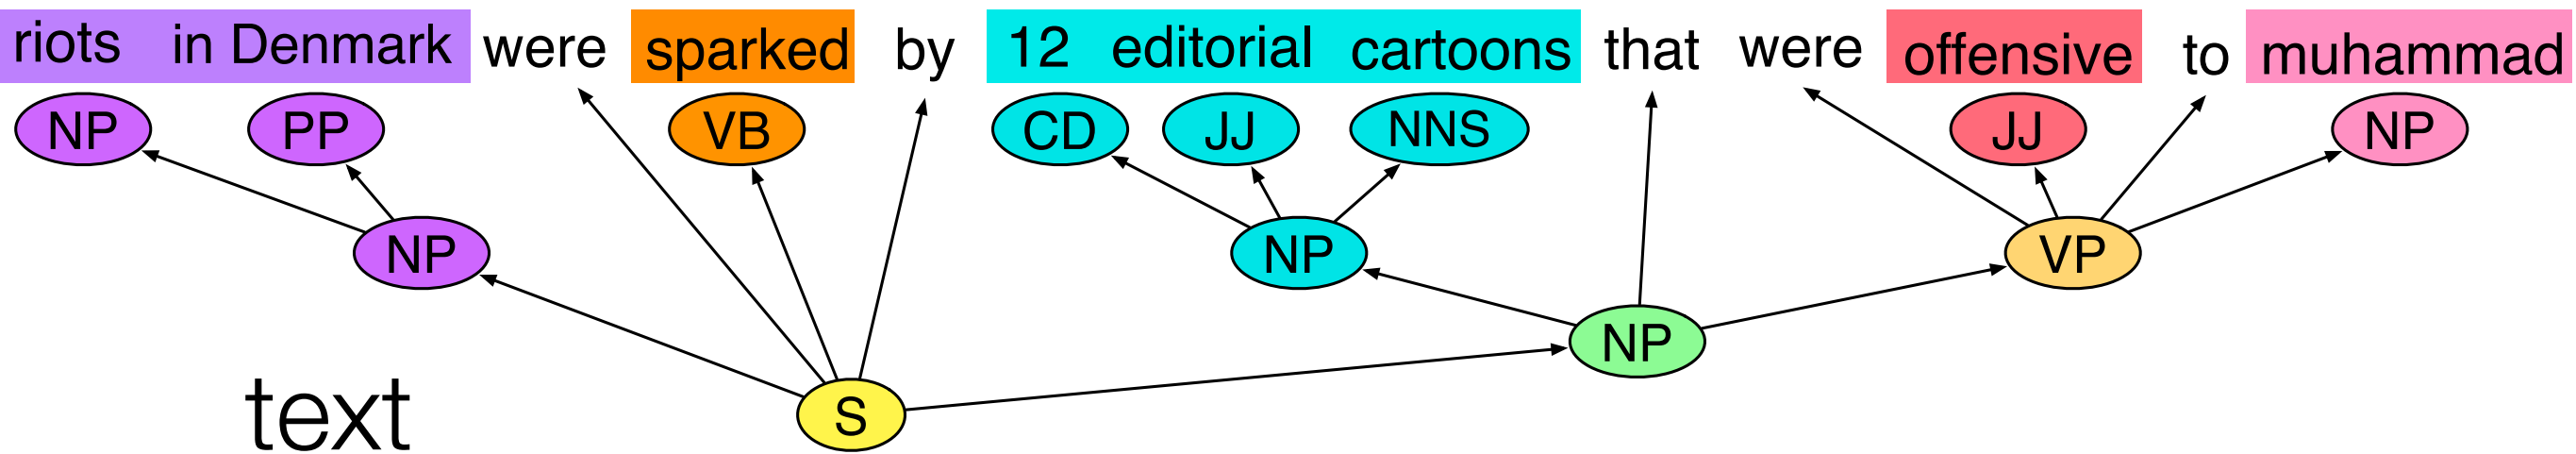 riots in Denmark were sparked by 12 editorial cartoons that were offensive to muhammad
NP PP VB CD JJ NNS JJ NP
NP NP VP
NP
text S